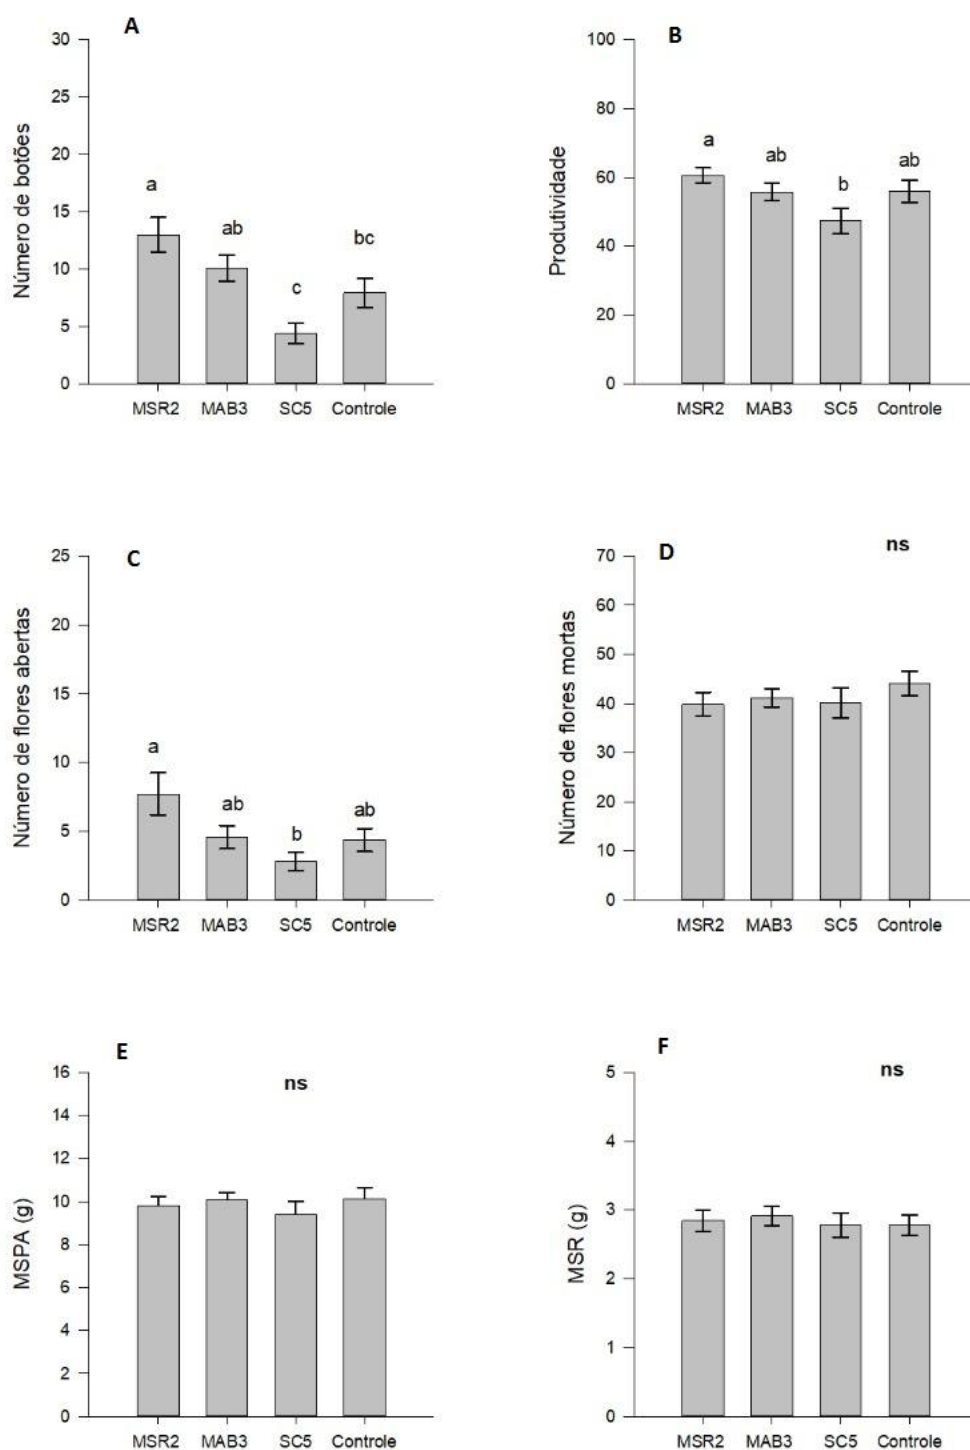 A
Número de botões
30
25
20
15
10
5
0
a
ab
c
bc
MSR2 MAB3 SC5 Controle
B
Produtividade
100
80
60
40
20
0
a
ab
b
ab
MSR2 MAB3 SC5 Controle
C
Número de flores abertas
25
20
15
10
5
0
a
ab
b
ab
MSR2 MAB3 SC5 Controle
D
ns
Número de flores mortas
70
60
50
40
30
20
10
0
MSR2 MAB3 SC5 Controle
E
ns
MSPA (g)
16
14
12
10
8
6
4
2
0
MSR2 MAB3 SC5 Controle
F
ns
MSR (g)
5
4
3
2
1
0
MSR2 MAB3 SC5 Controle